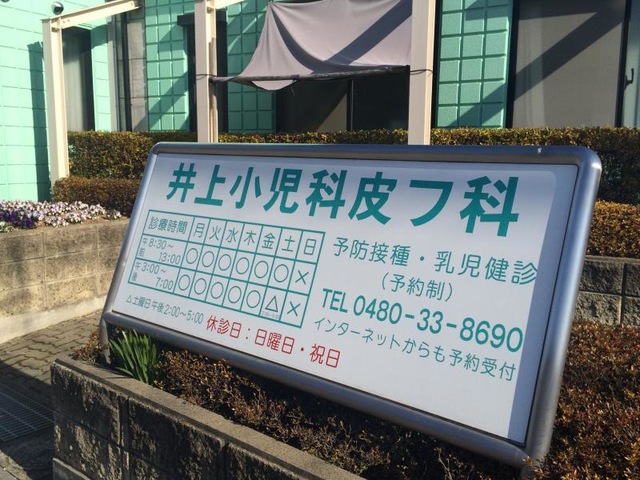 井上小児科皮フ科
診療時間 月 火 水 木 金 土 日
午前 8:30~13:00 ○ ○ ○ ○ ○ ○ ×
午後 3:00~7:00 ○ ○ ○ ○ ○ △ ×
△土曜日午後2:00~5:00
休診日:日曜日・祝日
予防接種・乳児健診
(予約制)
TEL 0480-33-8690
インターネットからも予約受付